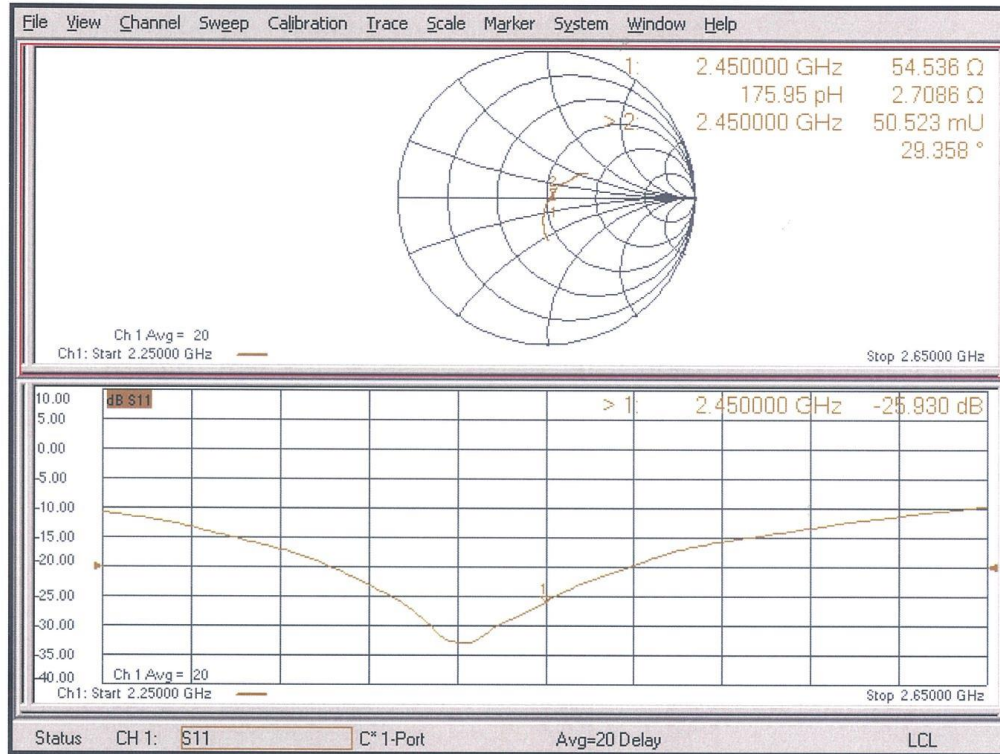 File View Channel Sweep Calibration Trace Scale Marker System Window Help
1: 2.450000 GHz 54.536 Ω
175.95 pH 2.7086 Ω
> 2: 2.450000 GHz 50.523 mU
29.358 °
2
1
Ch 1 Avg = 20
Ch1: Start 2.25000 GHz
Stop 2.65000 GHz
10.00
dB S11
> 1: 2.450000 GHz -25.930 dB
5.00
0.00
-5.00
-10.00
-15.00
-20.00
-25.00
1
-30.00
-35.00
-40.00
Ch 1 Avg = 20
Ch1: Start 2.25000 GHz
Stop 2.65000 GHz
Status CH 1: S11 C* 1-Port Avg=20 Delay LCL